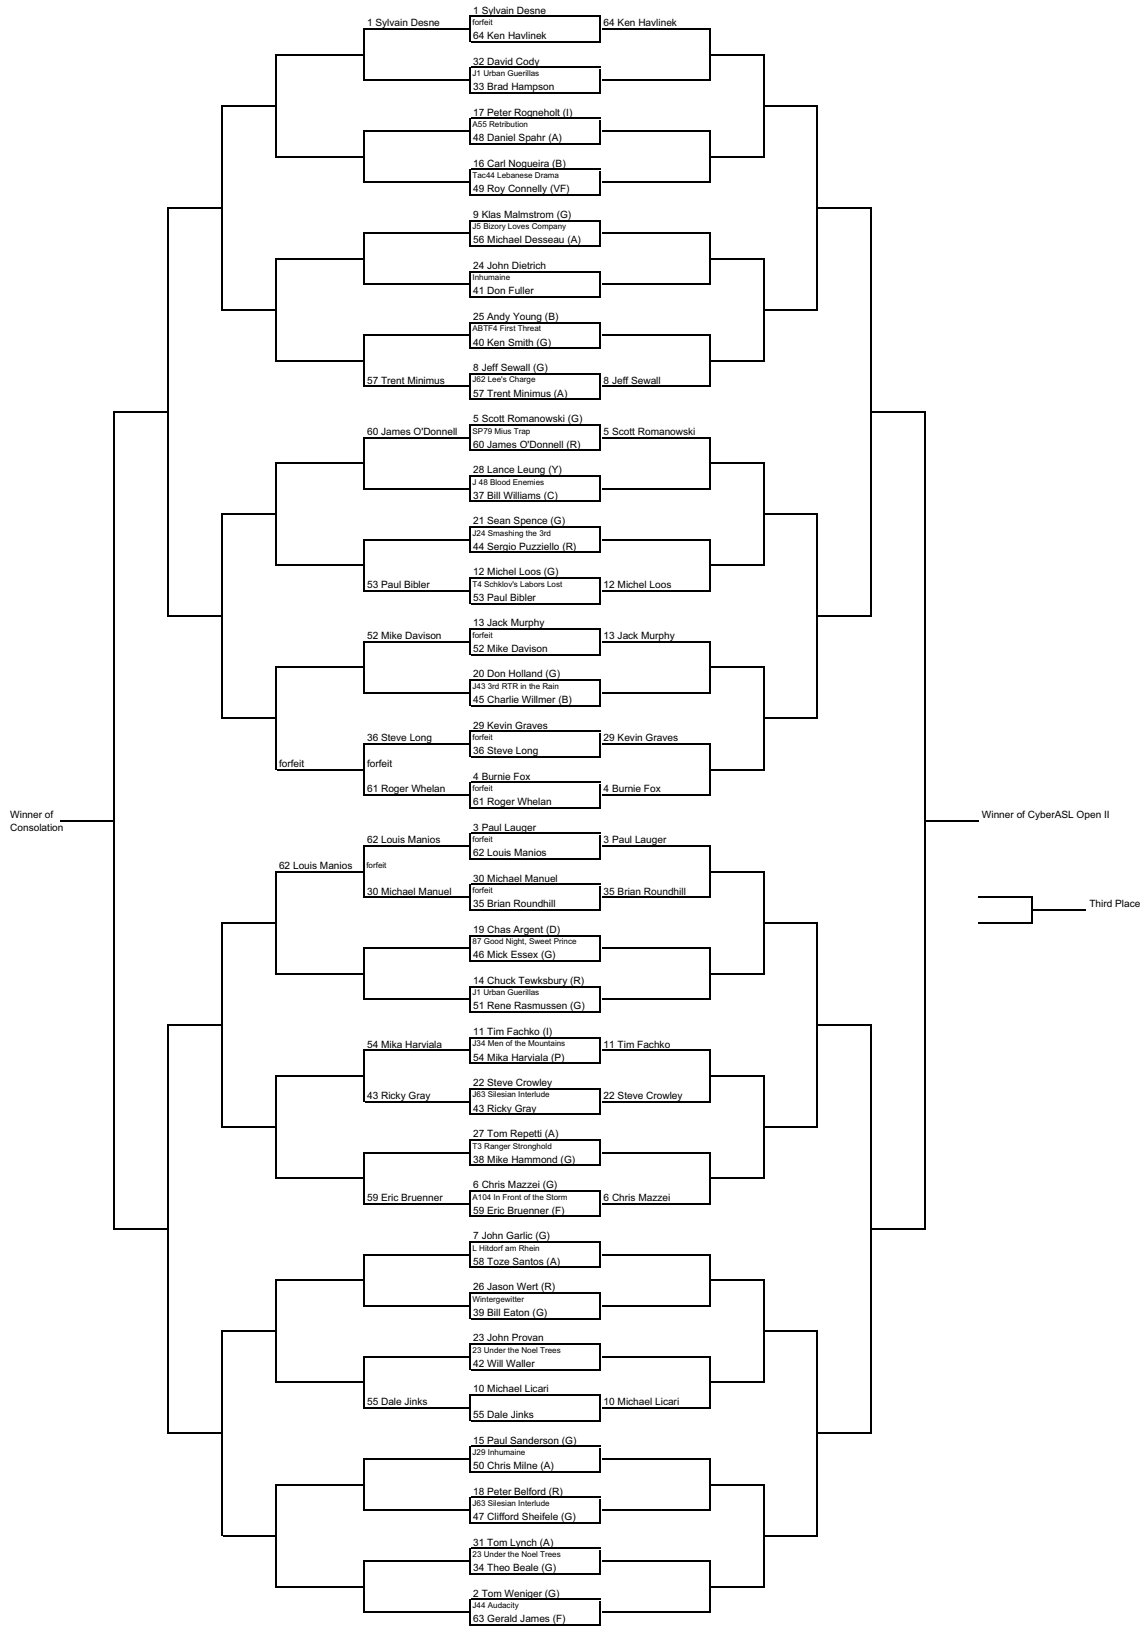 1 Sylvain Desne
1 Sylvain Desne
forfeit
64 Ken Havlinek
64 Ken Havlinek
32 David Cody
J1 Urban Guerillas
33 Brad Hampson
17 Peter Rogneholt (I)
A55 Retribution
48 Daniel Spahr (A)
16 Carl Nogueira (B)
Tac44 Lebanese Drama
49 Roy Connelly (VF)
9 Klas Malmstrom (G)
J5 Bizory Loves Company
56 Michael Desseau (A)
24 John Dietrich
Inhumaine
41 Don Fuller
25 Andy Young (B)
ABTF4 First Threat
40 Ken Smith (G)
8 Jeff Sewall (G)
57 Trent Minimus
J62 Lee's Charge
8 Jeff Sewall
57 Trent Minimus (A)
5 Scott Romanowski (G)
60 James O'Donnell
SP79 Mius Trap
5 Scott Romanowski
60 James O'Donnell (R)
28 Lance Leung (Y)
J 48 Blood Enemies
37 Bill Williams (C)
21 Sean Spence (G)
J24 Smashing the 3rd
44 Sergio Puzziello (R)
12 Michel Loos (G)
53 Paul Bibler
T4 Schklov's Labors Lost
12 Michel Loos
53 Paul Bibler
13 Jack Murphy
52 Mike Davison
forfeit
13 Jack Murphy
52 Mike Davison
20 Don Holland (G)
J43 3rd RTR in the Rain
45 Charlie Willmer (B)
29 Kevin Graves
36 Steve Long
forfeit
29 Kevin Graves
36 Steve Long
forfeit
forfeit
4 Burnie Fox
61 Roger Whelan
forfeit
4 Burnie Fox
61 Roger Whelan
Winner of
Consolation
Winner of CyberASL Open II
3 Paul Lauger
62 Louis Manios
forfeit
3 Paul Lauger
62 Louis Manios
62 Louis Manios
forfeit
30 Michael Manuel
30 Michael Manuel
forfeit
35 Brian Roundhill
35 Brian Roundhill
Third Place
19 Chas Argent (D)
87 Good Night, Sweet Prince
46 Mick Essex (G)
14 Chuck Tewksbury (R)
J1 Urban Guerillas
51 Rene Rasmussen (G)
11 Tim Fachko (I)
54 Mika Harviala
J34 Men of the Mountains
11 Tim Fachko
54 Mika Harviala (P)
22 Steve Crowley
43 Ricky Gray
J63 Silesian Interlude
22 Steve Crowley
43 Ricky Gray
27 Tom Repetti (A)
T3 Ranger Stronghold
38 Mike Hammond (G)
6 Chris Mazzei (G)
59 Eric Bruenner
A104 In Front of the Storm
6 Chris Mazzei
59 Eric Bruenner (F)
7 John Garlic (G)
L Hitdorf am Rhein
58 Toze Santos (A)
26 Jason Wert (R)
Wintergewitter
39 Bill Eaton (G)
23 John Provan
23 Under the Noel Trees
42 Will Waller
10 Michael Licari
55 Dale Jinks
10 Michael Licari
55 Dale Jinks
15 Paul Sanderson (G)
J29 Inhumaine
50 Chris Milne (A)
18 Peter Belford (R)
J63 Silesian Interlude
47 Clifford Sheifele (G)
31 Tom Lynch (A)
23 Under the Noel Trees
34 Theo Beale (G)
2 Tom Weniger (G)
J44 Audacity
63 Gerald James (F)